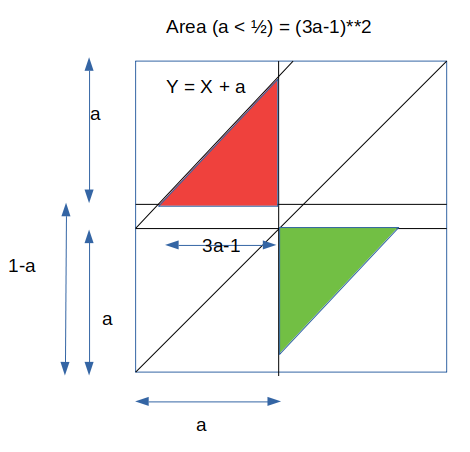 Area (a < ½) = (3a-1)**2
Y = X + a
a
3a-1
1-a
a
a